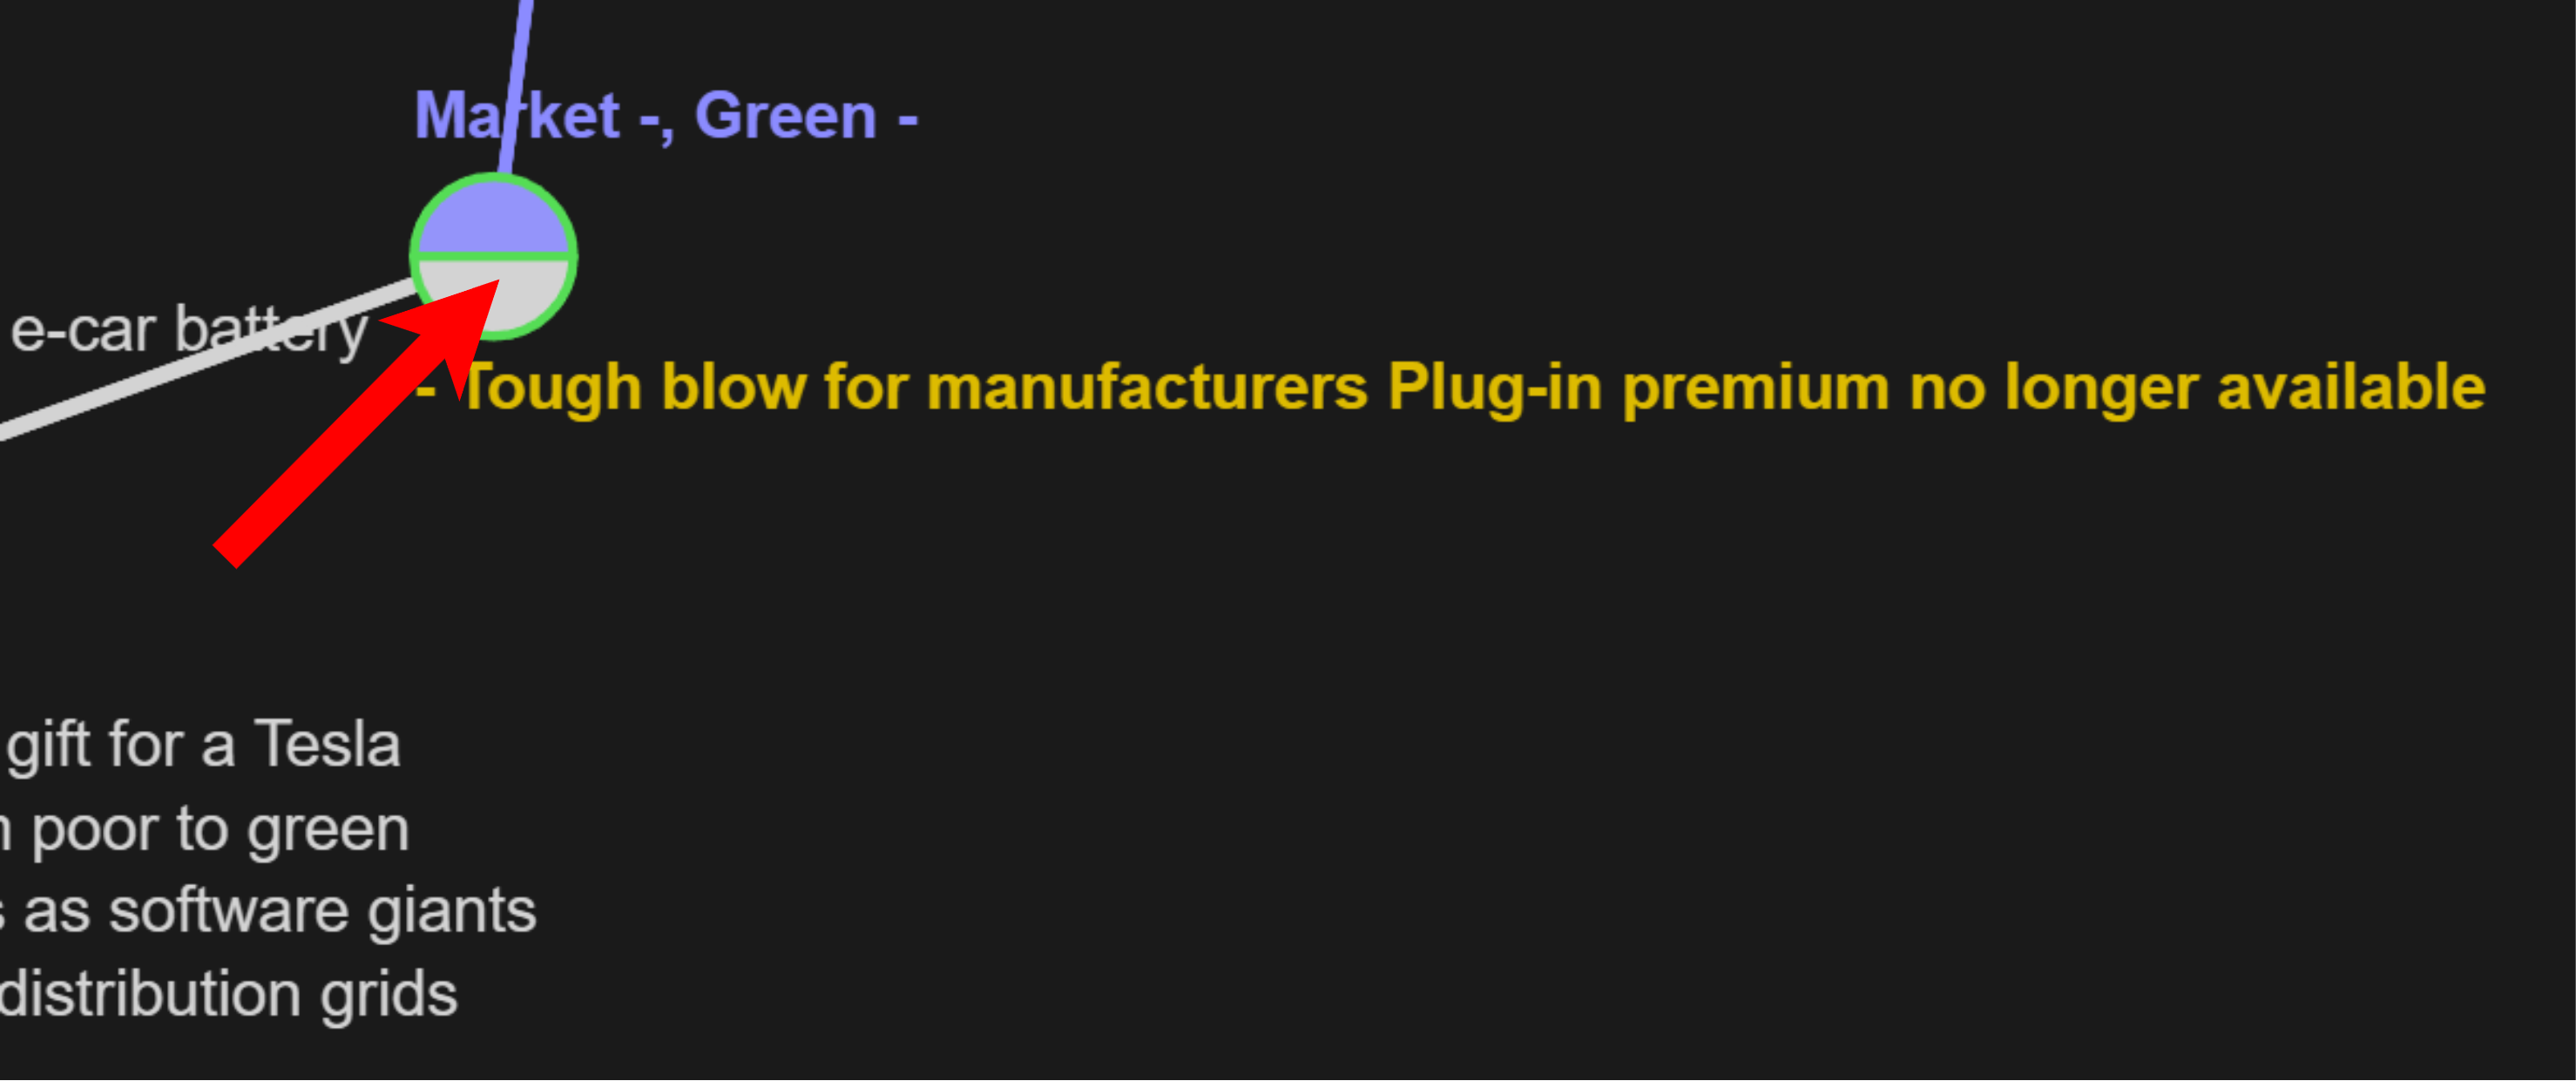 Market -, Green -
e-car battery
- Tough blow for manufacturers Plug-in premium no longer available
gift for a Tesla
poor to green
as software giants
distribution grids